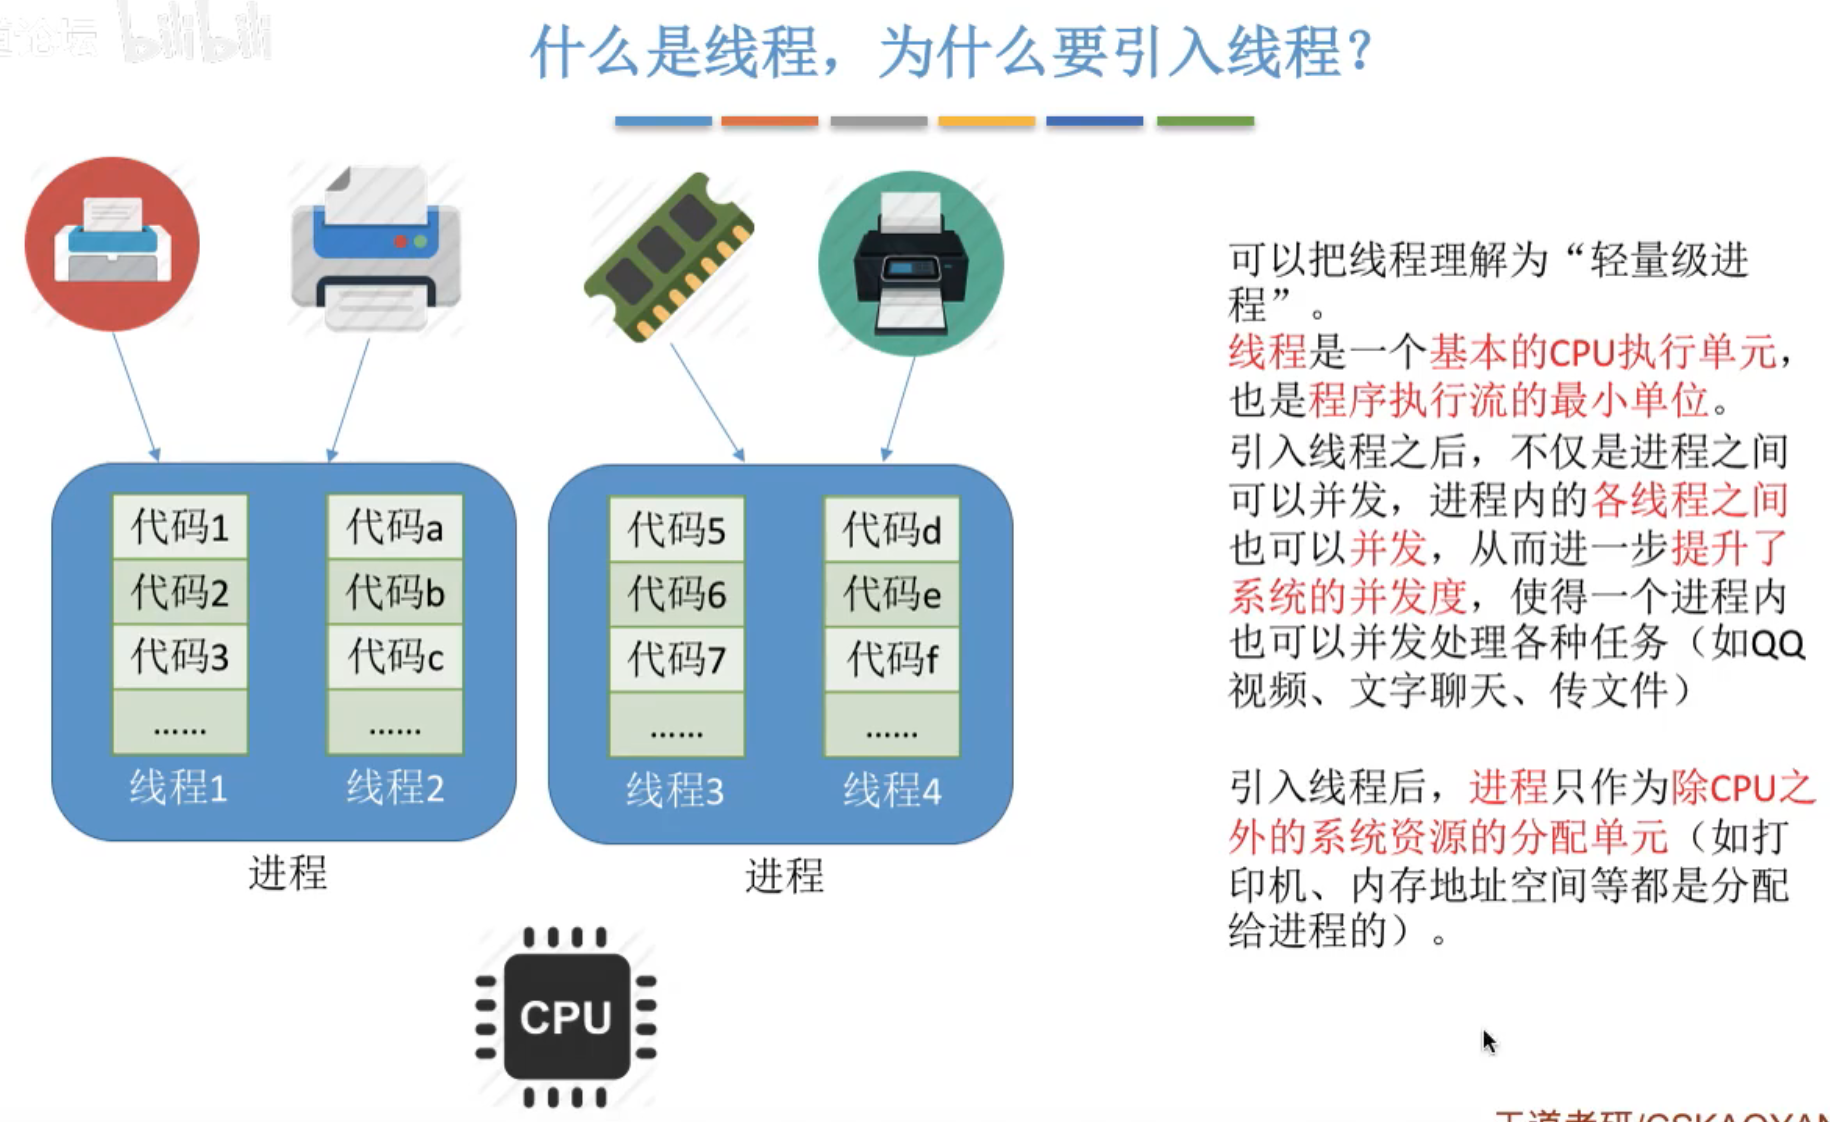 论坛 bilibili
什么是线程，为什么要引入线程？
可以把线程理解为“轻量级进
程”。
线程是一个基本的CPU执行单元，
也是程序执行流的最小单位。
引入线程之后，不仅是进程之间
可以并发，进程内的各线程之间
也可以并发，从而进一步提升了
系统的并发度，使得一个进程内
也可以并发处理各种任务（如QQ
视频、文字聊天、传文件）
引入线程后，进程只作为除CPU之
外的系统资源的分配单元（如打
印机、内存地址空间等都是分配
给进程的）。
代码1
代码2
代码3
......
线程1
代码a
代码b
代码c
......
线程2
进程
代码5
代码6
代码7
......
线程3
代码d
代码e
代码f
......
线程4
进程
CPU
王道考研/CSKAOYAN